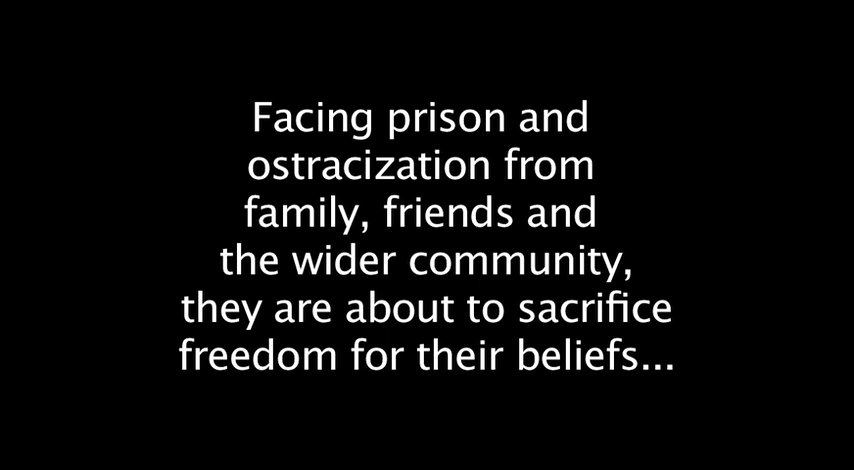 Facing prison and
ostracization from
family, friends and
the wider community,
they are about to sacrifice
freedom for their beliefs...